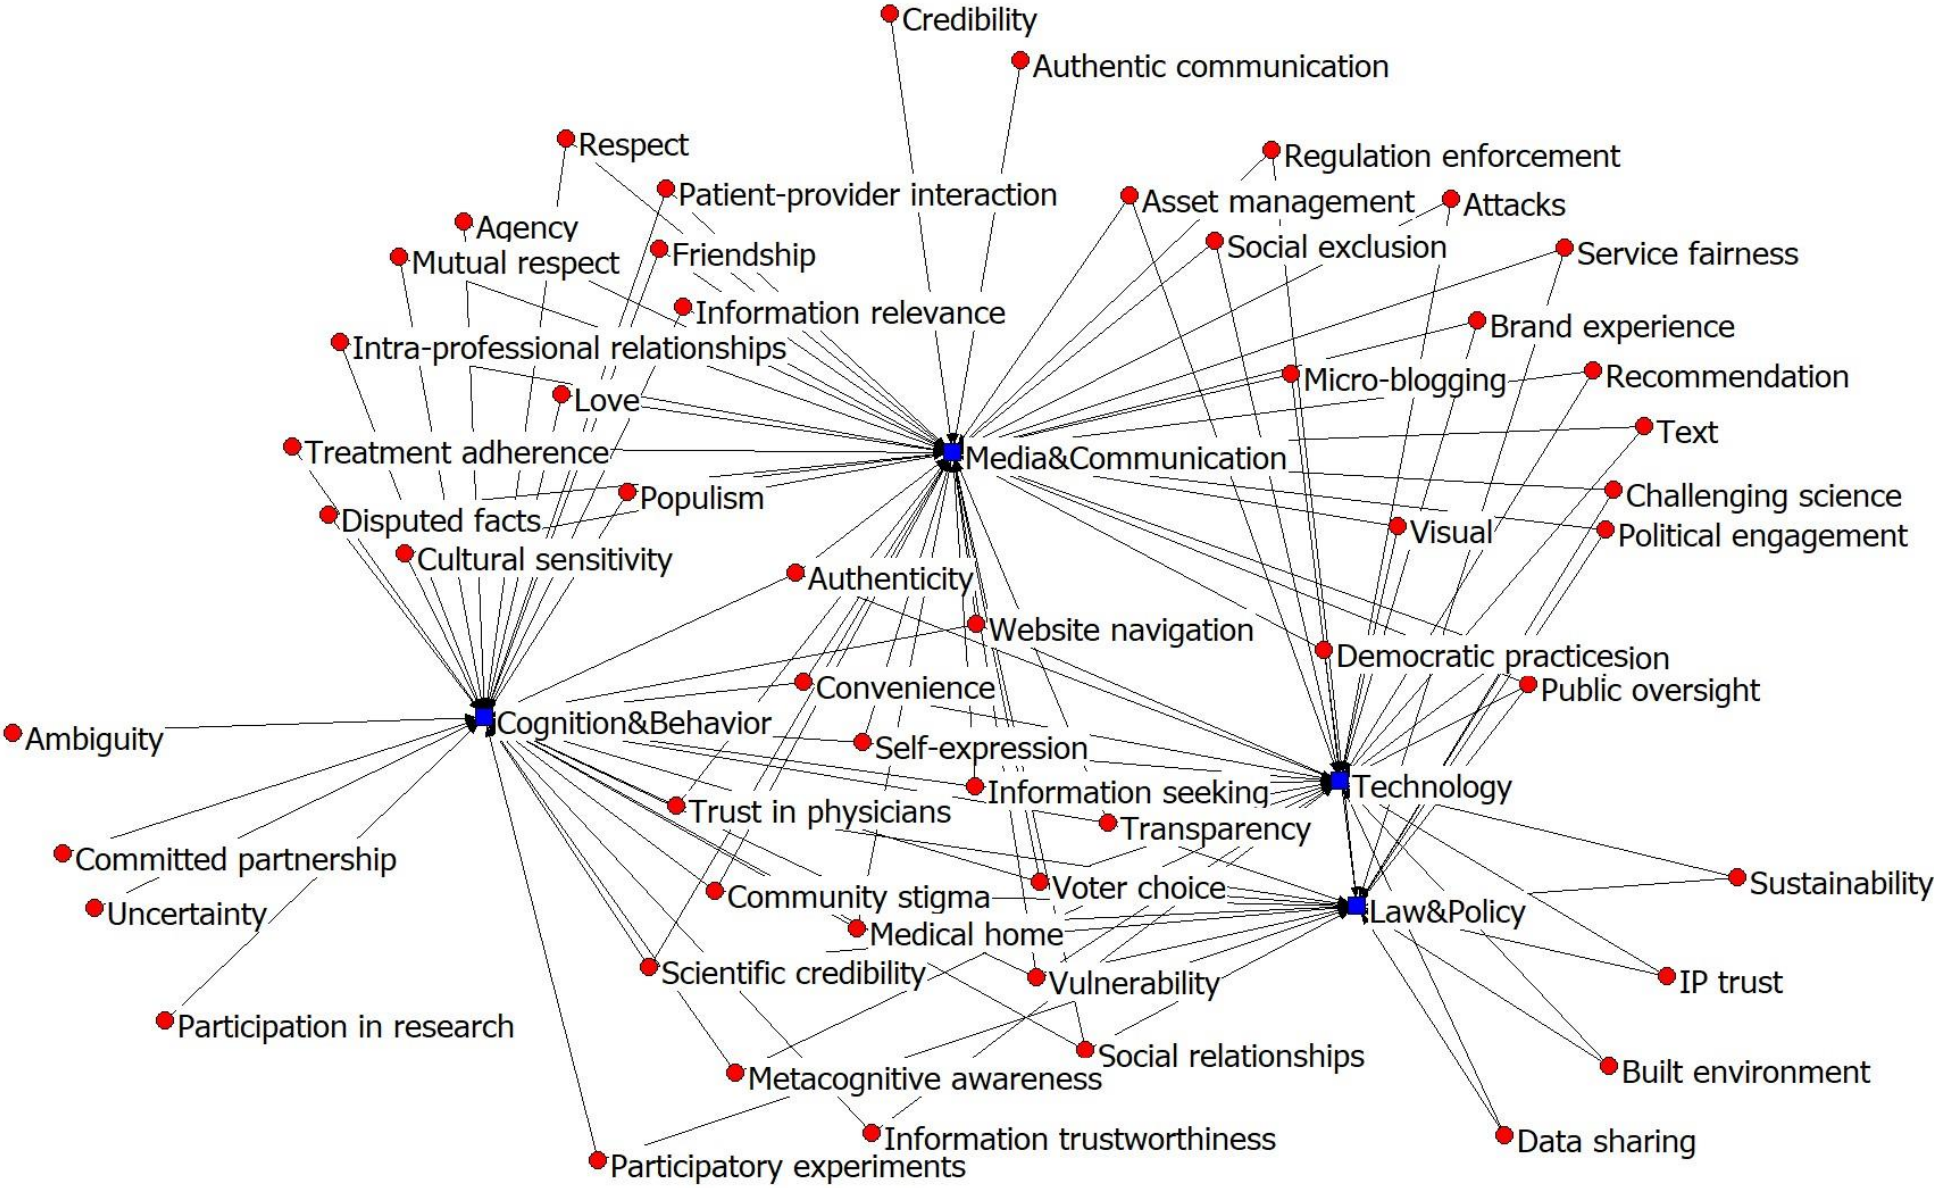 Credibility
Authentic communication
Respect
Regulation enforcement
Patient-provider interaction
Asset management
Attacks
Agency
Friendship
Social exclusion
Service fairness
Mutual respect
Information relevance
Brand experience
Intra-professional relationships
Micro-blogging
Recommendation
Love
Text
Treatment adherence
Media&Communication
Populism
Challenging science
Disputed facts
Visual
Political engagement
Cultural sensitivity
Authenticity
Website navigation
Democratic practicesion
Convenience
Public oversight
Cognition&Behavior
Ambiguity
Self-expression
Technology
Information seeking
Trust in physicians
Transparency
Committed partnership
Voter choice
Sustainability
Community stigma
Uncertainty
Law&Policy
Medical home
Scientific credibility
Vulnerability
IP trust
Participation in research
Social relationships
Metacognitive awareness
Built environment
Information trustworthiness
Data sharing
Participatory experiments